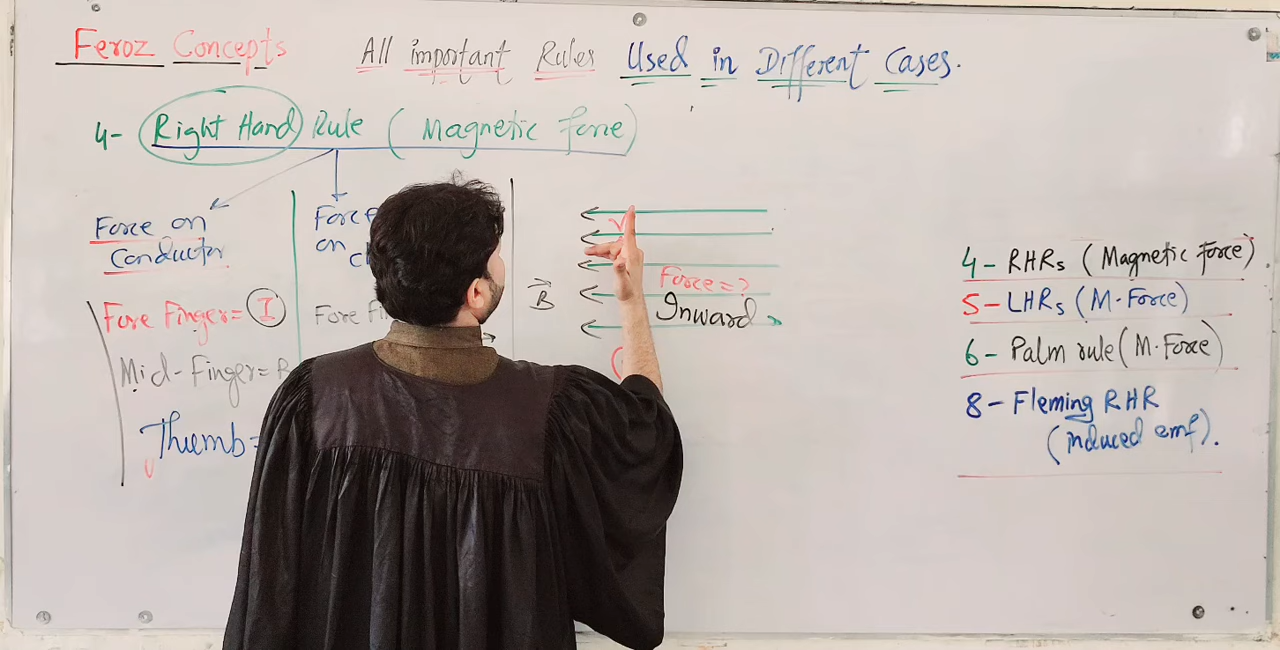 Feroz Concepts
All important Rules Used in Different Cases.
4- Right Hand Rule (Magnetic force)
Force on
Conductor
Fore Finger= I
Mid-Finger=
Thumb=
Force
on
Fore
B
V
Force=?
Inward
4- RHRs (Magnetic force)
5- LHRs (M-Force)
6- Palm rule (M.Force)
8- Fleming RHR
(induced emf).